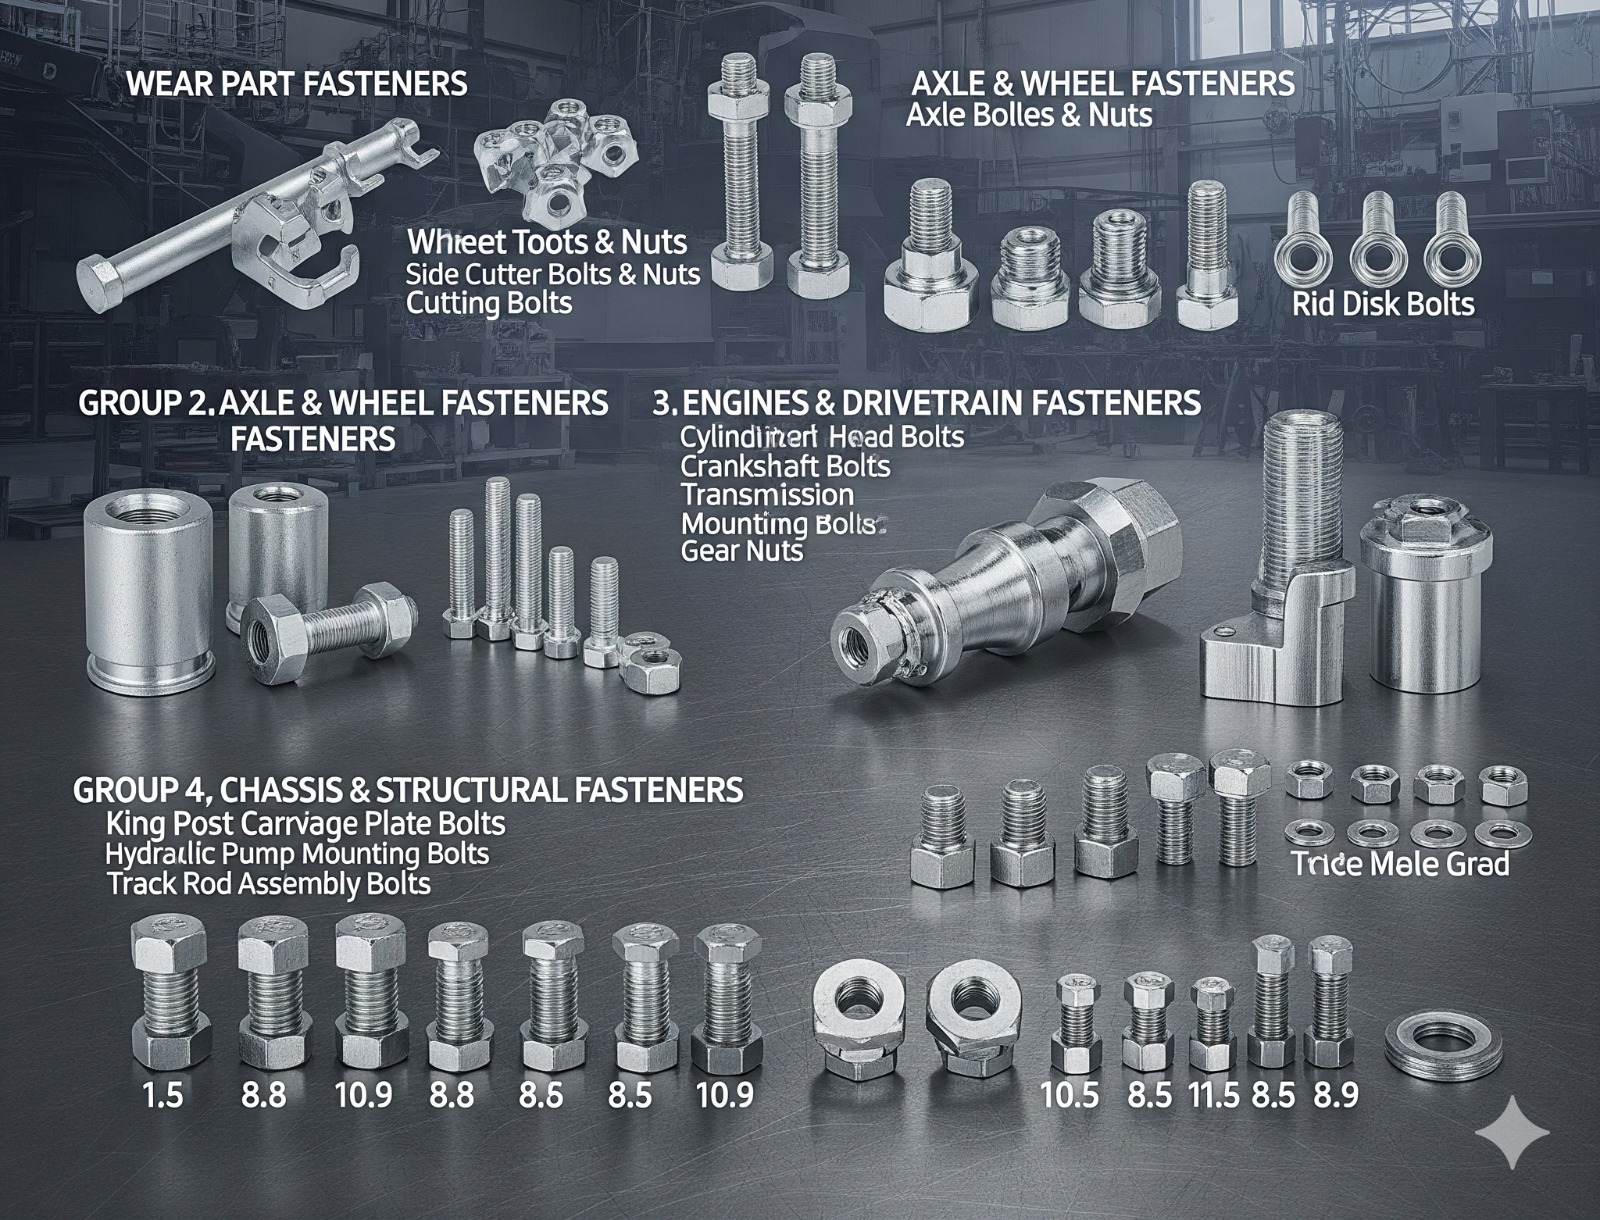 WEAR PART FASTENERS
AXLE & WHEEL FASTENERS
Axle Bolles & Nuts
Toots & Nuts
Side Cutter Bolts & Nuts
Cutting Bolts
Rid Disk Bolts
GROUP 2. AXLE & WHEEL FASTENERS
FASTENERS
3. ENGINES & DRIVETRAIN FASTENERS
Head Bolts
Crankshaft Bolts
Transmission
Mounting Bolts
Gear Nuts
GROUP 4, CHASSIS & STRUCTURAL FASTENERS
King Post Carrvage Plate Bolts
Hydraulic Pump Mounting Bolts
Track Rod Assembly Bolts
Mele Grad
1.5 8.8 10.9 8.8 8.6 8.5 10.9 10.5 8.5 11.5 8.5 8.9